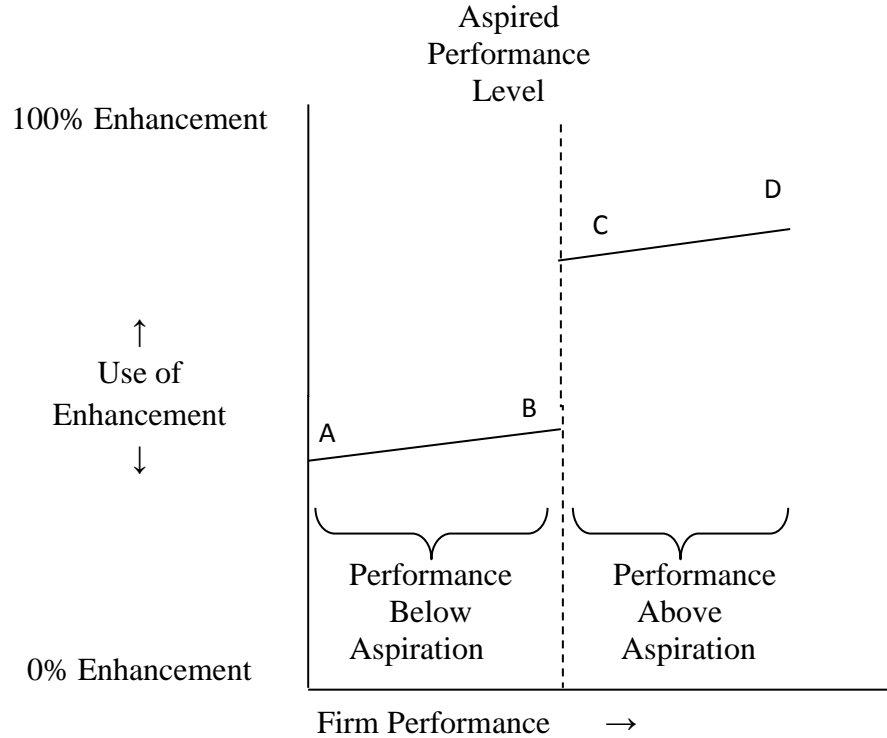 Aspired
Performance
Level
100% Enhancement
D
C
↑
Use of
Enhancement
↓
B
A
Performance
Below
Aspiration
Performance
Above
Aspiration
0% Enhancement
Firm Performance →